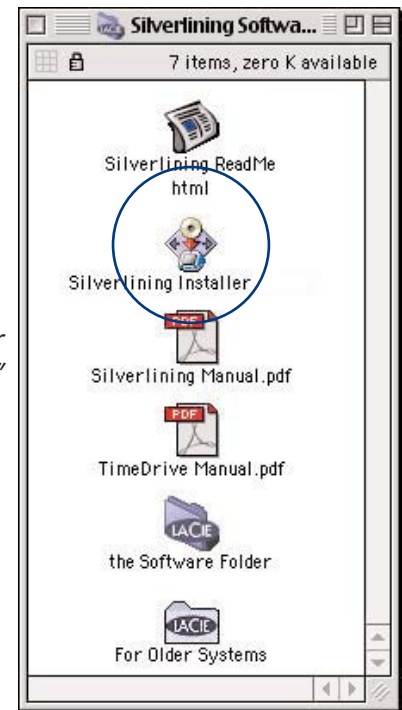 Silverlining Softwa...
7 items, zero K available
Silverlining ReadMe
html
Silverlining Installer
PDF
Silverlining Manual.pdf
PDF
TimeDrive Manual.pdf
LACIE
the Software Folder
LACIE
For Older Systems